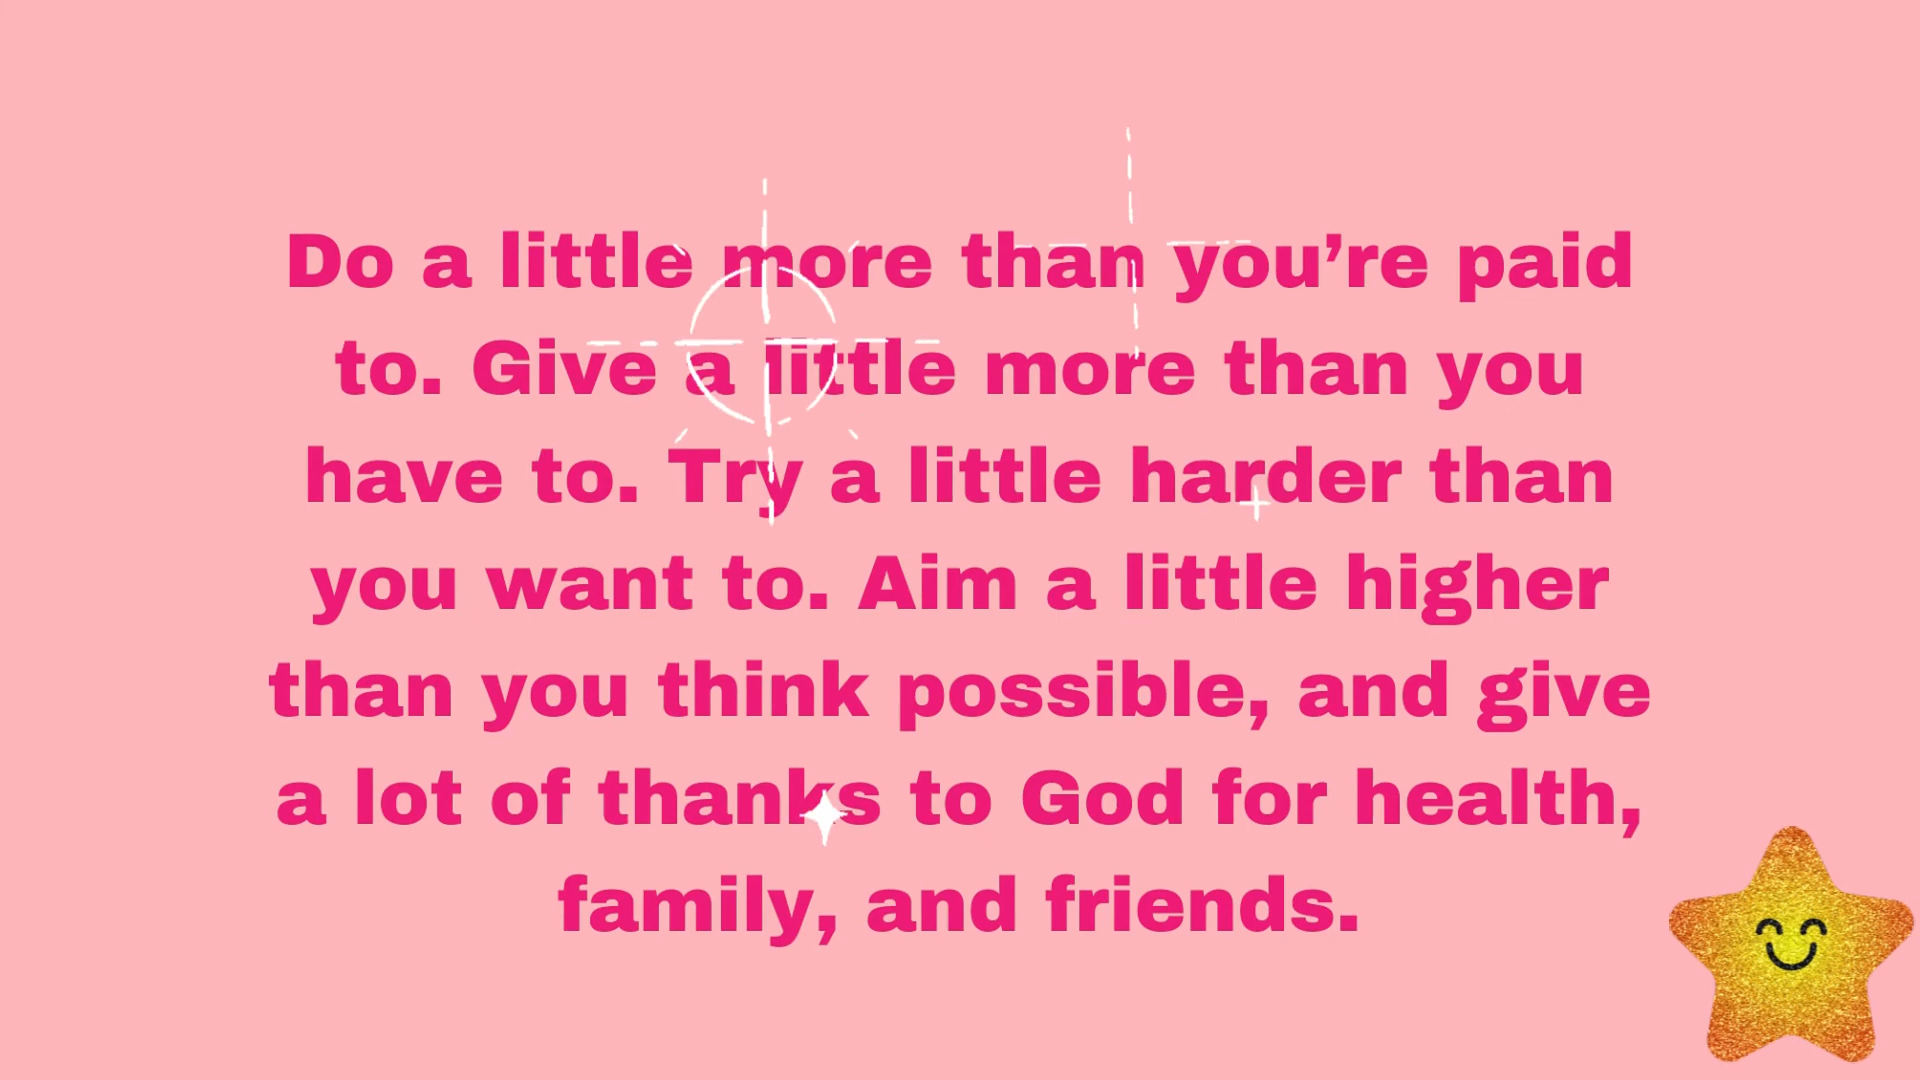 Do a little more than you’re paid
to. Give a little more than you
have to. Try a little harder than
you want to. Aim a little higher
than you think possible, and give
a lot of thanks to God for health,
family, and friends.